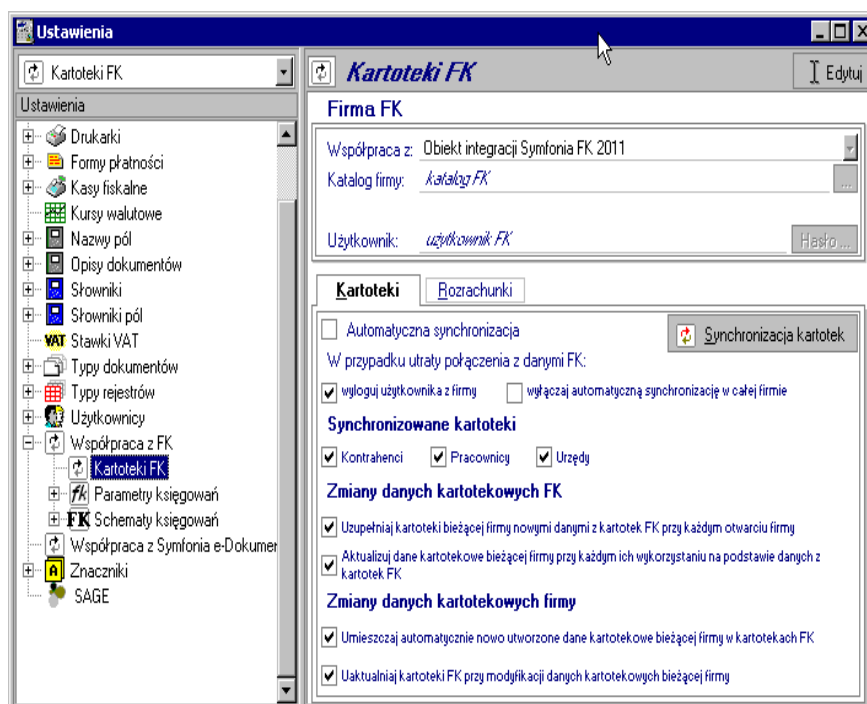 Ustawienia
Kartoteki FK
Ustawienia
Drukarki
Formy płatności
Kasy fiskalne
Kursy walutowe
Nazwy pól
Opisy dokumentów
Słowniki
Słowniki pól
VAT Stawki VAT
Typy dokumentów
Typy rejestrów
Użytkownicy
Współpraca z FK
Kartoteki FK
fk Parametry księgowań
FK Schematy księgowań
Współpraca z Symfonia e-Dokumer
A Znaczniki
SAGE
Kartoteki FK
Edytuj
Firma FK
Współpraca z: Obiekt integracji Symfonia FK 2011
Katalog firmy: katalog FK ...
Użytkownik: użytkownik FK Hasło ...
Kartoteki Rozrachunki
Automatyczna synchronizacja
Synchronizacja kartotek
W przypadku utraty połączenia z danymi FK:
wyloguj użytkownika z firmy wyłączaj automatyczną synchronizację w całej firmie
Synchronizowane kartoteki
Kontrahenci Pracownicy Urzędy
Zmiany danych kartotekowych FK
Uzupełniaj kartoteki bieżącej firmy nowymi danymi z kartotek FK przy każdym otwarciu firmy
Aktualizuj dane kartotekowe bieżącej firmy przy każdym ich wykorzystaniu na podstawie danych z
kartotek FK
Zmiany danych kartotekowych firmy
Umieszczaj automatycznie nowo utworzone dane kartotekowe bieżącej firmy w kartotekach FK
Uaktualniaj kartoteki FK przy modyfikacji danych kartotekowych bieżącej firmy